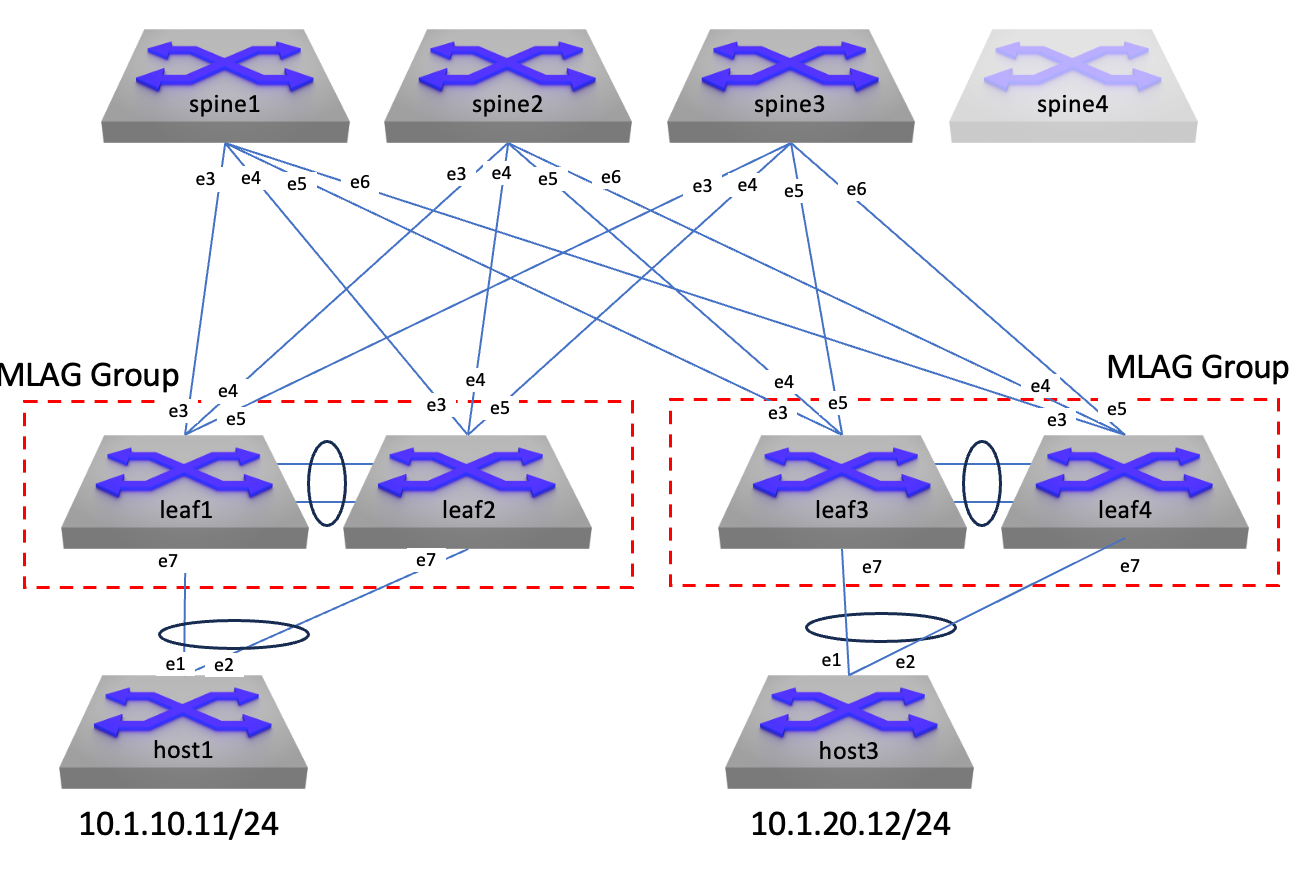 spine1
spine2
spine3
spine4
e3
e4
e5
e6
e3
e4
e5
e6
e3
e4
e5
e6
MLAG Group
MLAG Group
e3
e4
e5
e3
e4
e5
e3
e4
e5
e3
e4
e5
leaf1
leaf2
leaf3
leaf4
e7
e7
e7
e7
e1
e2
e1
e2
host1
host3
10.1.10.11/24
10.1.20.12/24